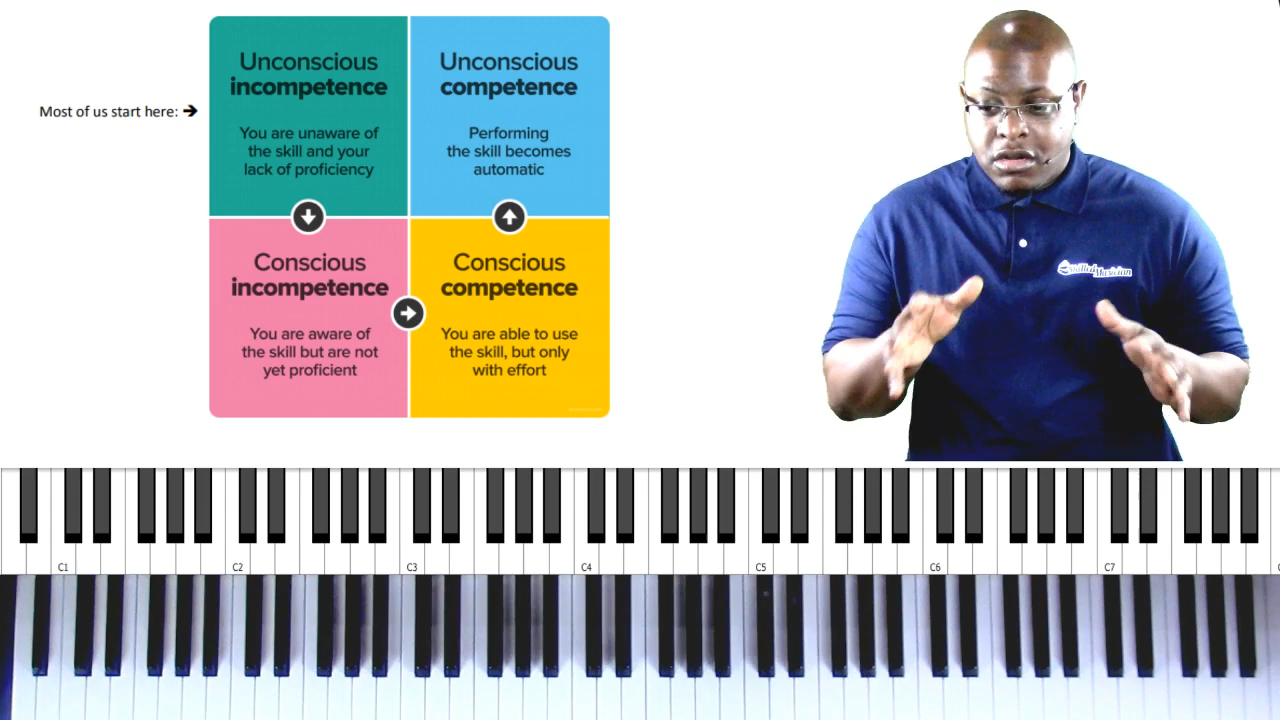 Most of us start here: ➔
Unconscious
incompetence
You are unaware of
the skill and your
lack of proficiency
Unconscious
competence
Performing
the skill becomes
automatic
Conscious
incompetence
You are aware of
the skill but are not
yet proficient
Conscious
competence
You are able to use
the skill, but only
with effort
Skilled Musician
C1 C2 C3 C4 C5 C6 C7